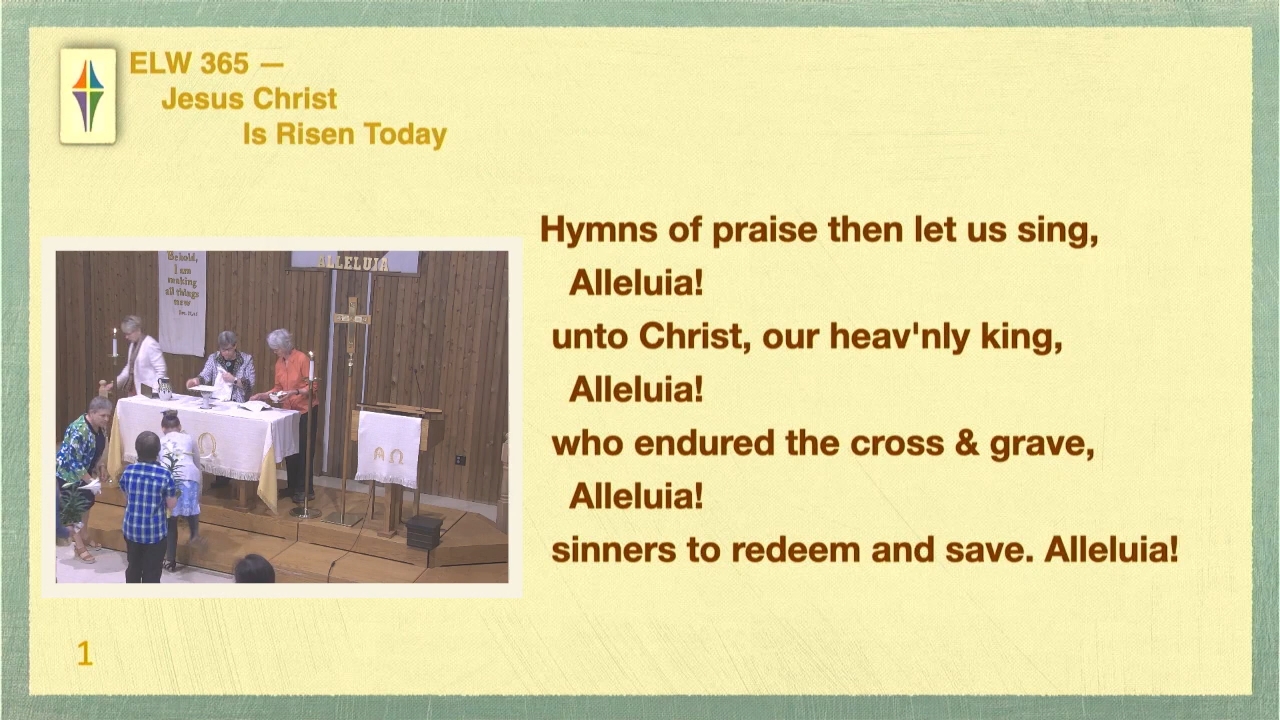 ELW 365 —
Jesus Christ
Is Risen Today
Hymns of praise then let us sing,
Alleluia!
unto Christ, our heav'nly king,
Alleluia!
who endured the cross & grave,
Alleluia!
sinners to redeem and save. Alleluia!
Behold,
I am
making
all things
new
ALLELUIA
Α Ω
1